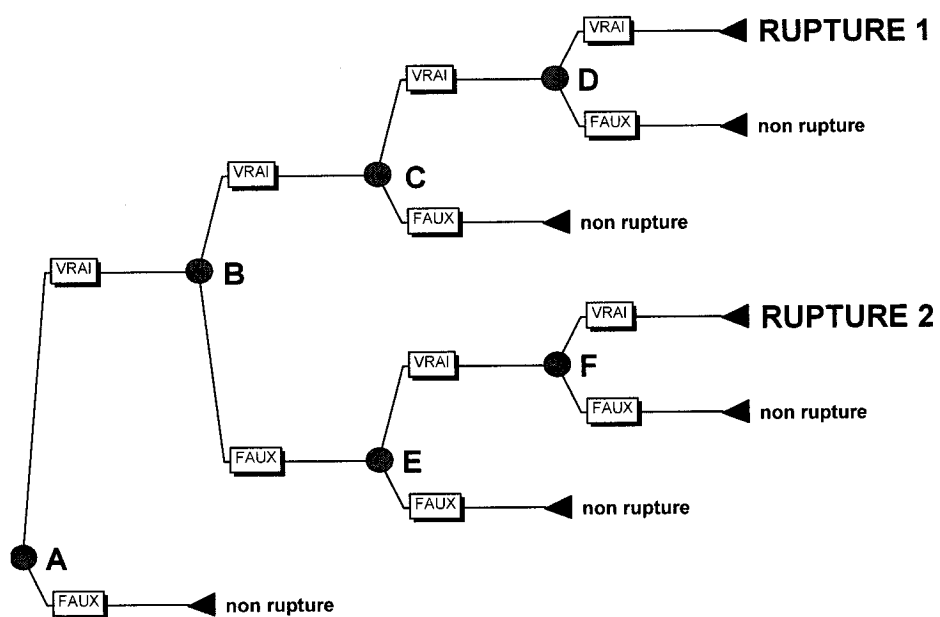 VRAI
RUPTURE 1
VRAI
D
FAUX
non rupture
VRAI
C
FAUX
non rupture
VRAI
B
VRAI
RUPTURE 2
VRAI
F
FAUX
non rupture
FAUX
E
FAUX
non rupture
A
FAUX
non rupture